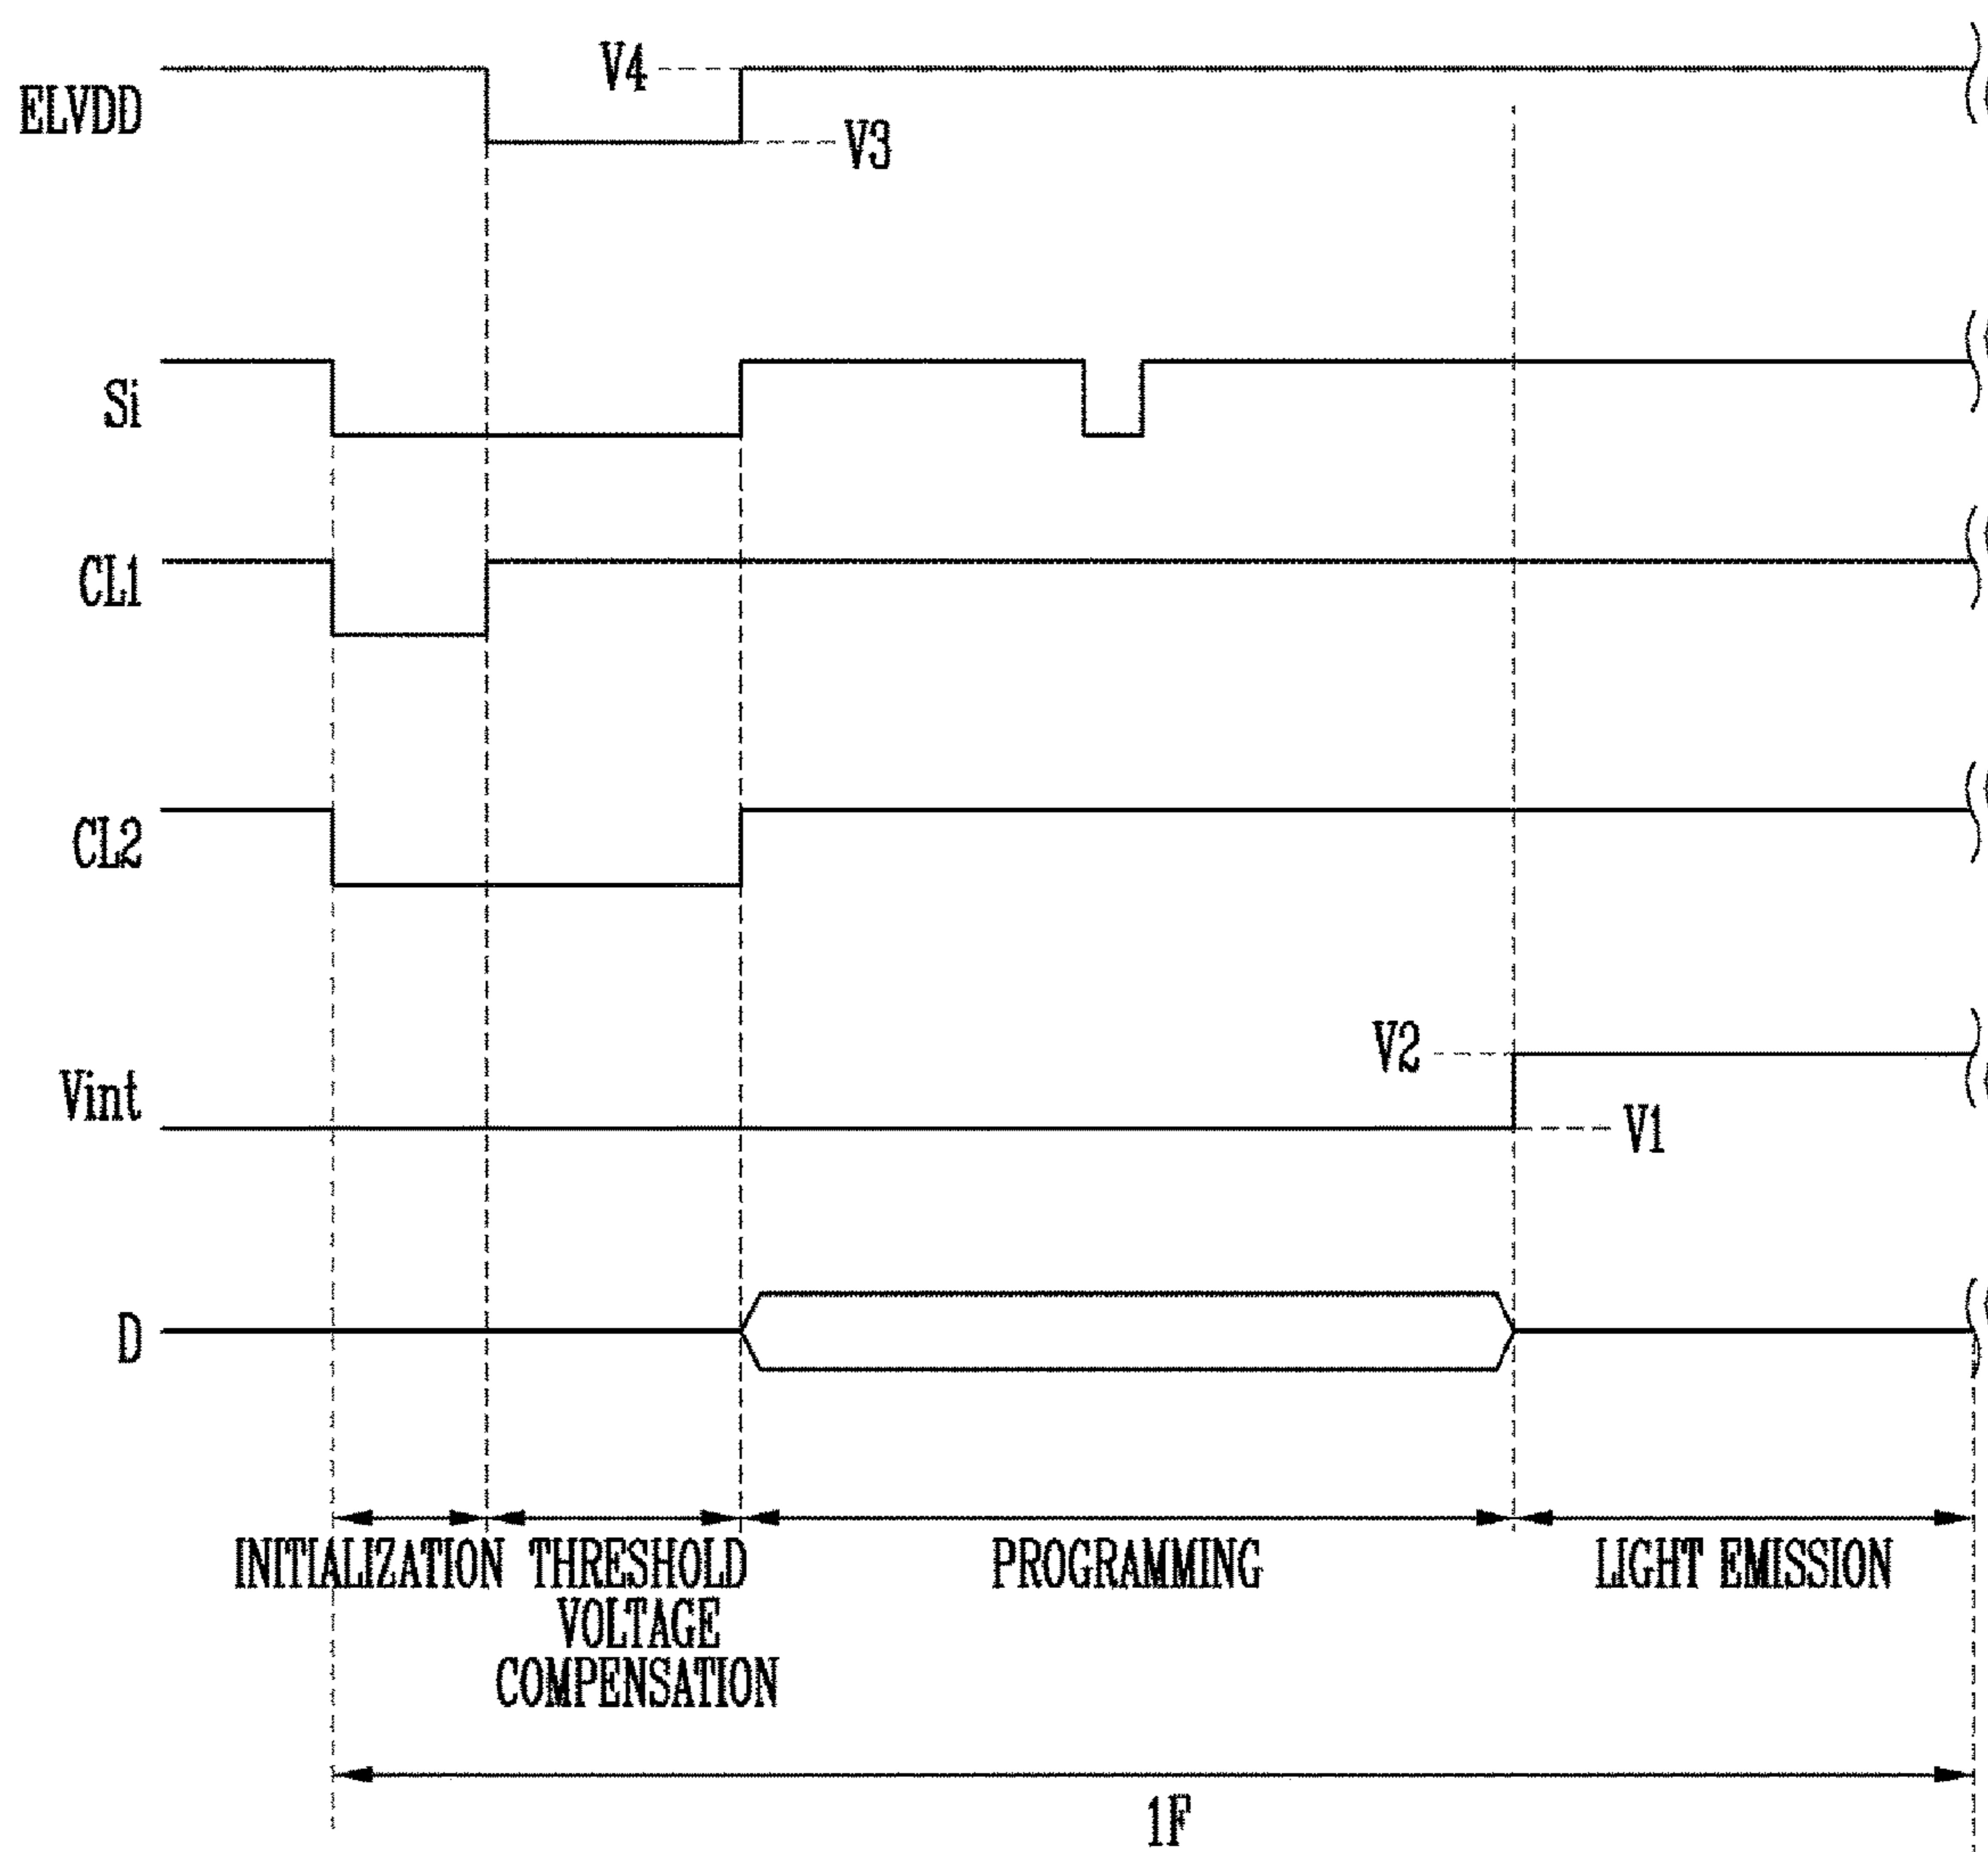 V4
ELVDD
V3
Si
CL1
CL2
V2
Vint
V1
D
INITIALIZATION THRESHOLD PROGRAMMING LIGHT EMISSION
VOLTAGE
COMPENSATION
1F